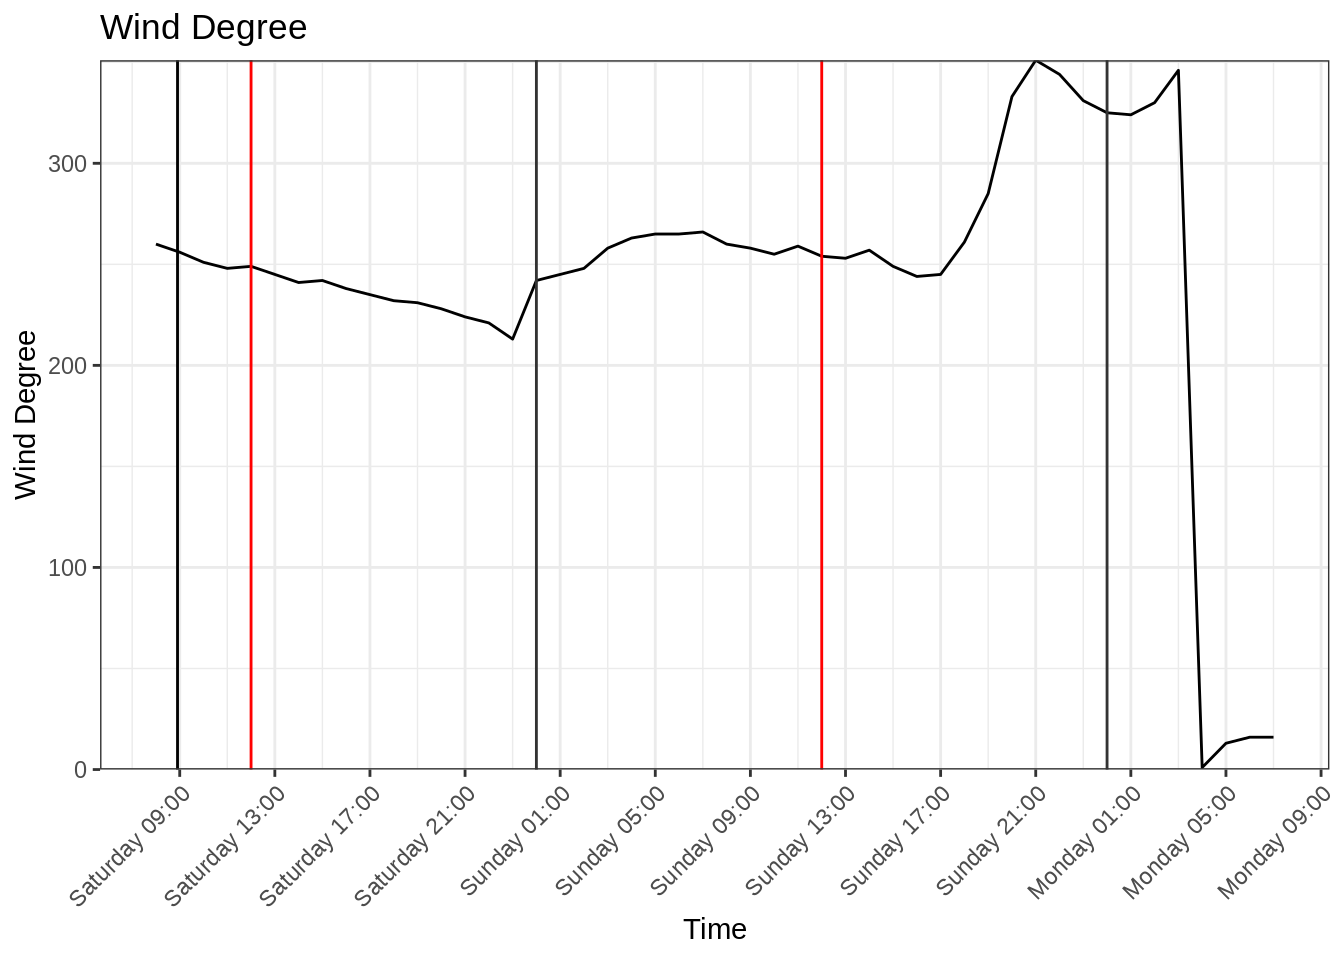 Wind Degree
Wind Degree
300
200
100
0
Saturday 09:00
Saturday 13:00
Saturday 17:00
Saturday 21:00
Sunday 01:00
Sunday 05:00
Sunday 09:00
Sunday 13:00
Sunday 17:00
Sunday 21:00
Monday 01:00
Monday 05:00
Monday 09:00
Time